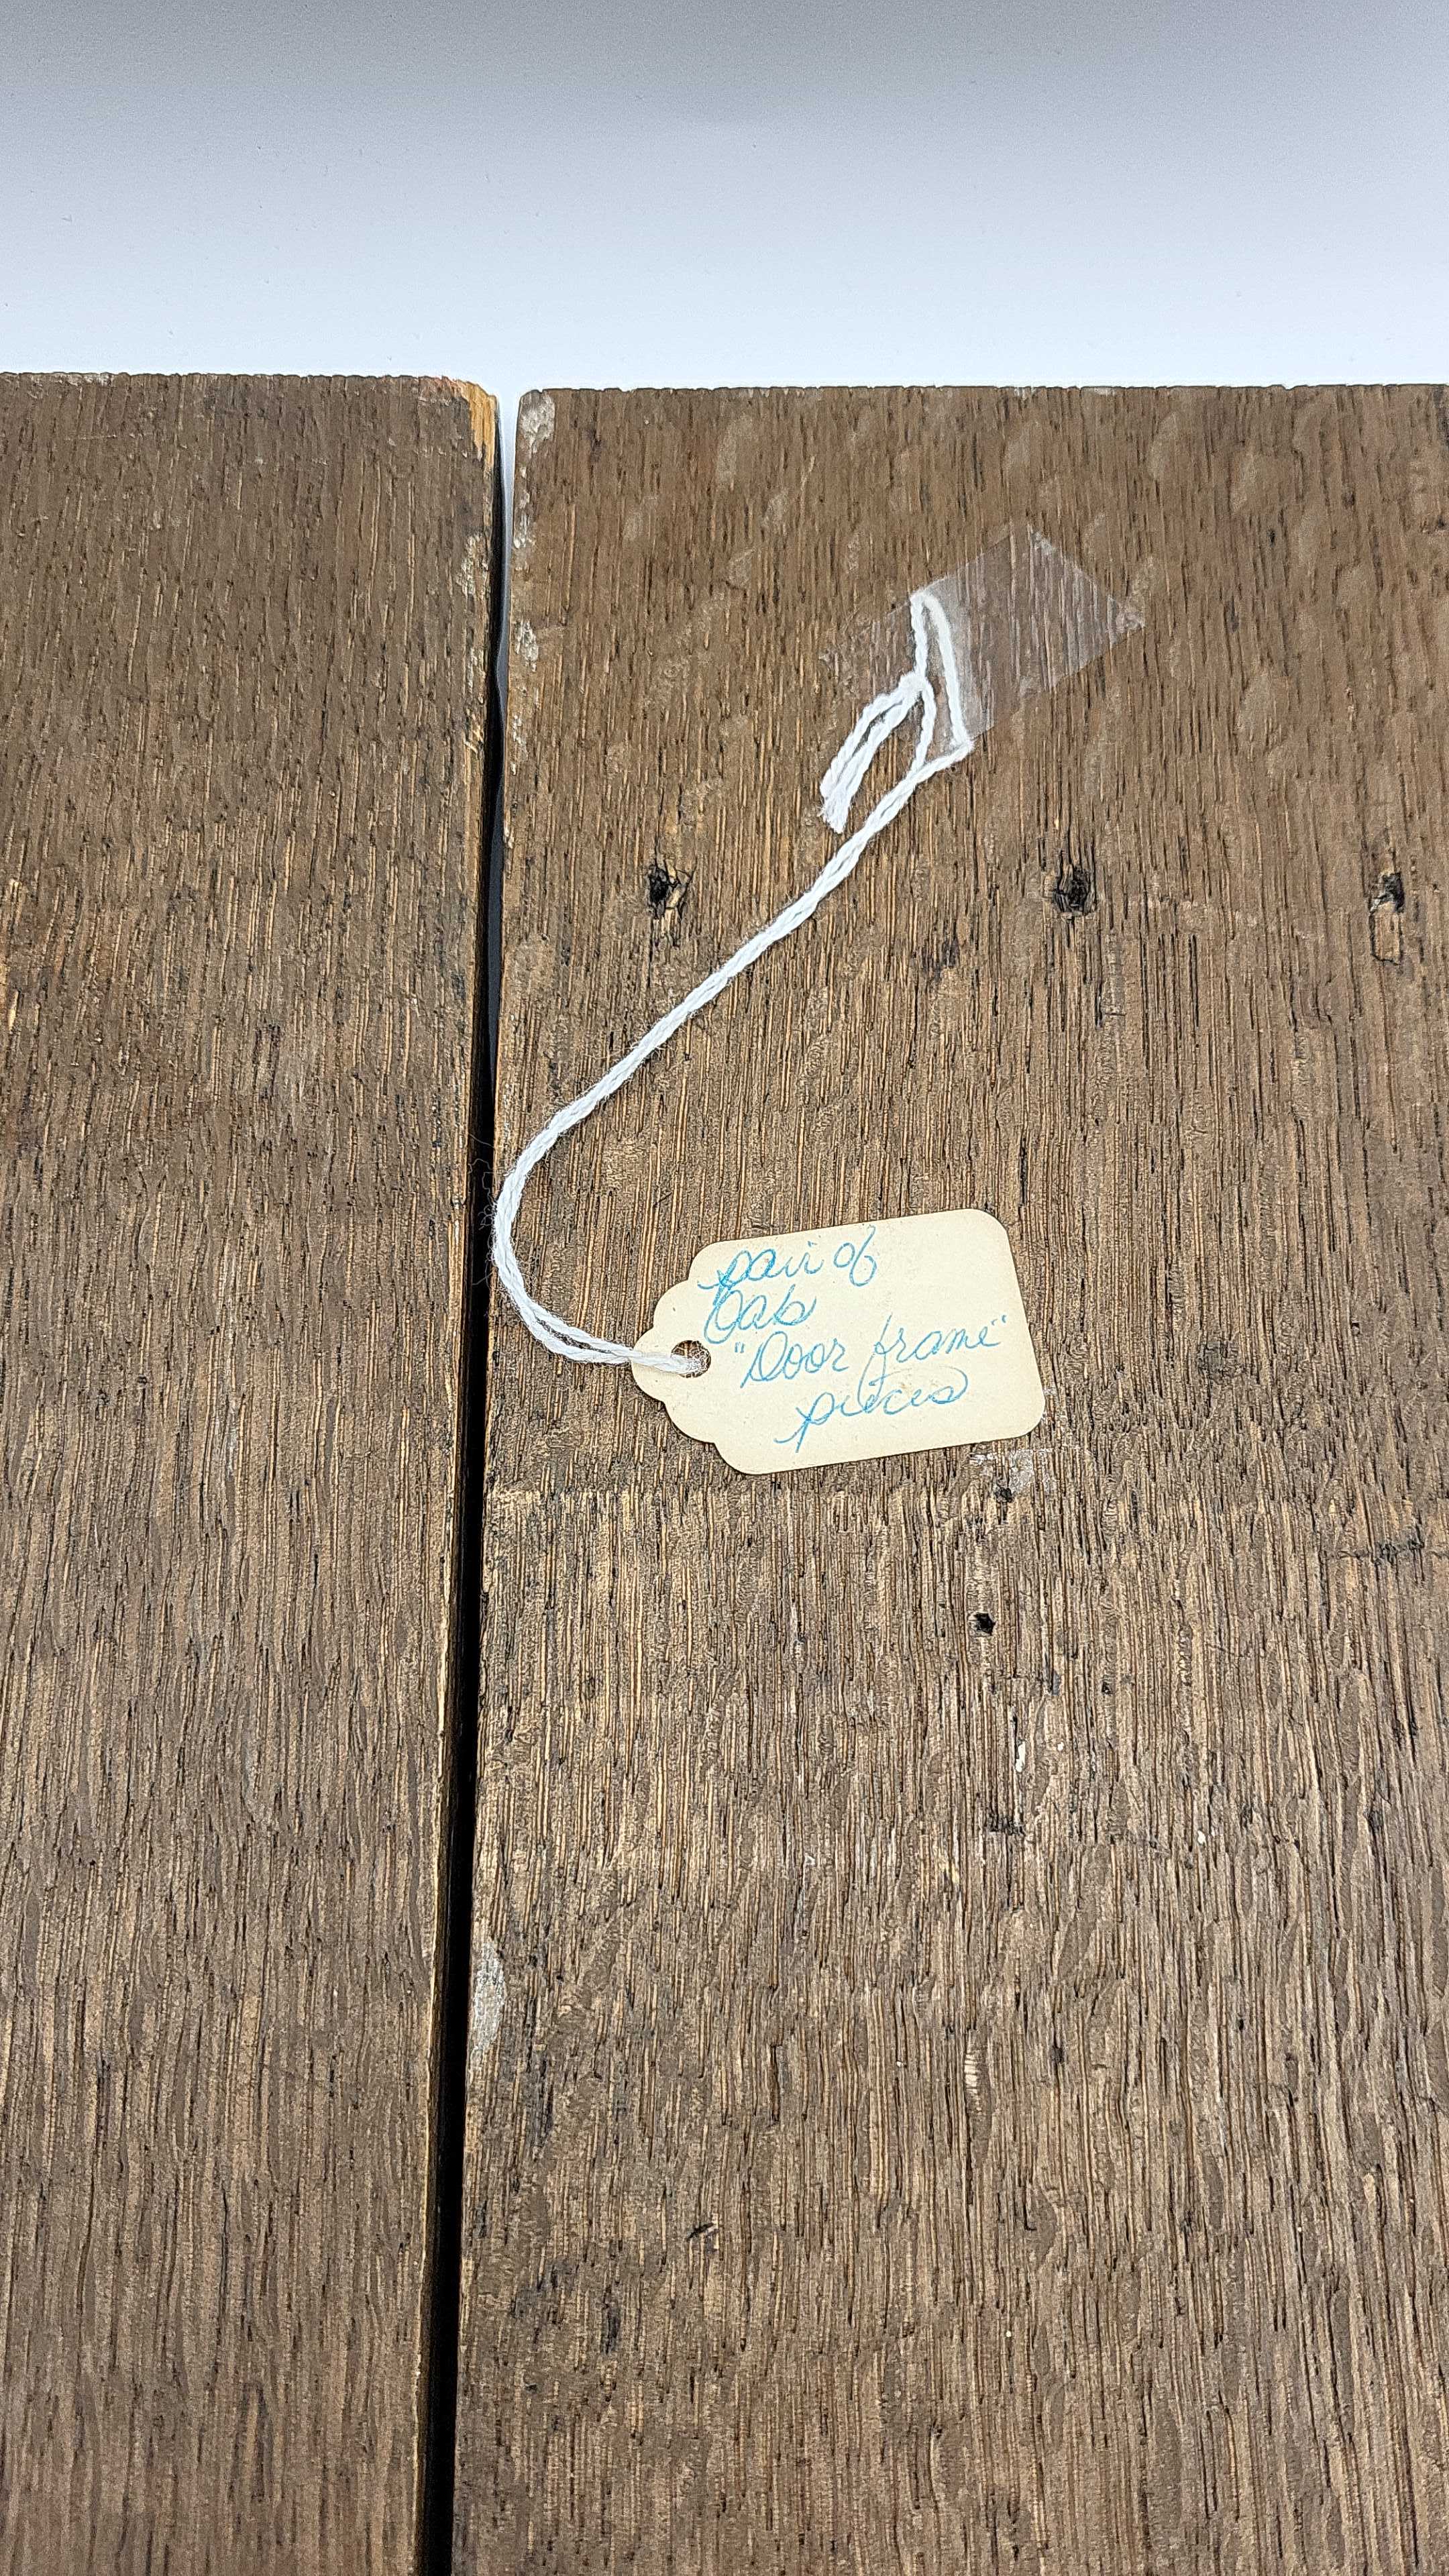 pair of
Oak
"Door frame"
pieces